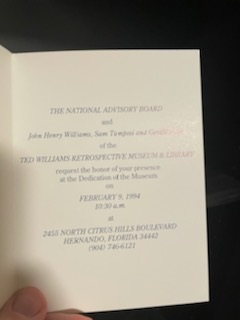 THE NATIONAL ADVISORY BOARD
and
John Henry Williams, Sam Tamposi and
of the
TED WILLIAMS RETROSPECTIVE MUSEUM & LIBRARY
request the honor of your presence
at the Dedication of the Museum
on
FEBRUARY 9, 1994
10:30 a.m.
at
2455 NORTH CITRUS HILLS BOULEVARD
HERNANDO, FLORIDA 34442
(904) 746-6121